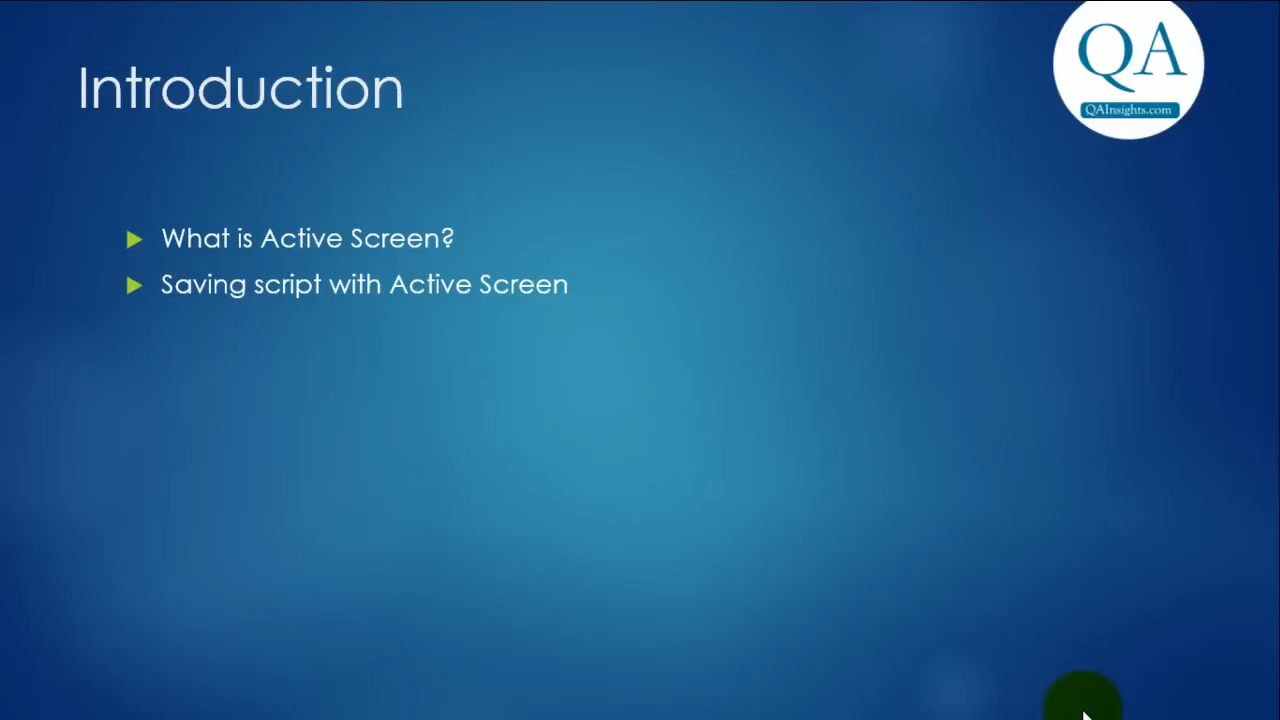 Introduction
QA
QAInsights.com
What is Active Screen?
Saving script with Active Screen